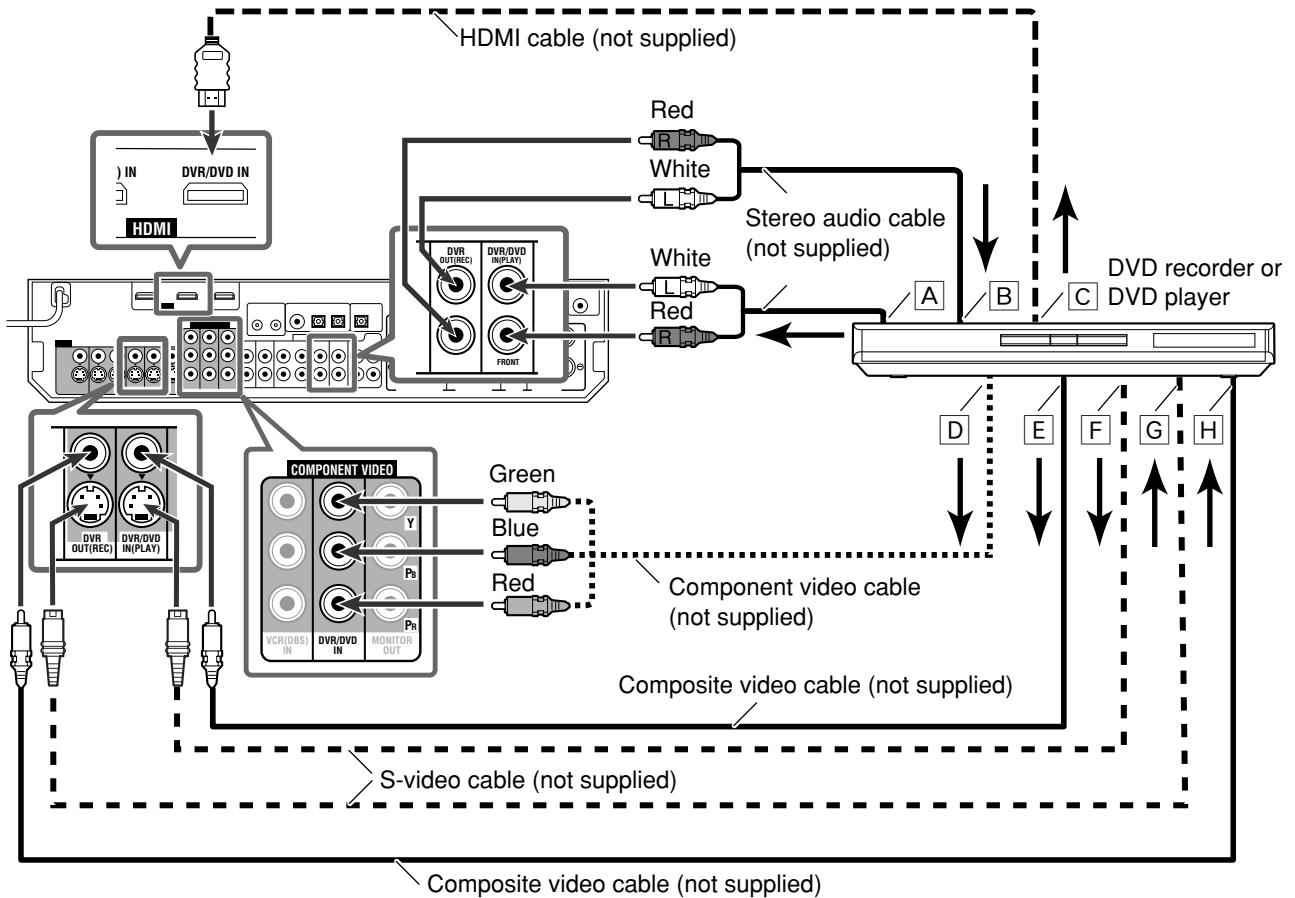 HDMI cable (not supplied)
Red
R
White
L
) IN
DVR/DVD IN
HDMI
Stereo audio cable
(not supplied)
DVR
OUT(REC)
DVR/DVD
IN(PLAY)
FRONT
White
L
Red
R
A
B
C
DVD recorder or
DVD player
D
E
F
G
H
COMPONENT VIDEO
Y
PB
PR
VCR(DBS)
IN
DVR/DVD
IN
MONITOR
OUT
Green
Blue
Red
DVR
OUT(REC)
DVR/DVD
IN(PLAY)
Component video cable
(not supplied)
Composite video cable (not supplied)
S-video cable (not supplied)
Composite video cable (not supplied)